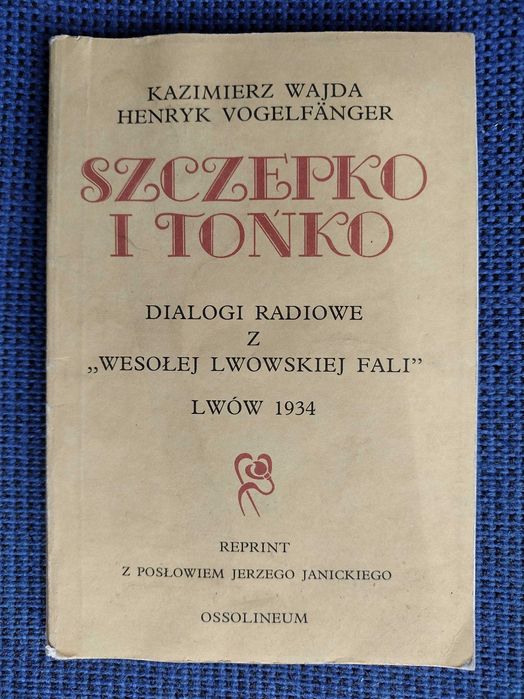 KAZIMIERZ WAJDA
HENRYK VOGELFÄNGER
SZCZEPKO
I TOŃKO
DIALOGI RADIOWE
Z
„WESOŁEJ LWOWSKIEJ FALI”
LWÓW 1934
REPRINT
Z POSŁOWIEM JERZEGO JANICKIEGO
OSSOLINEUM